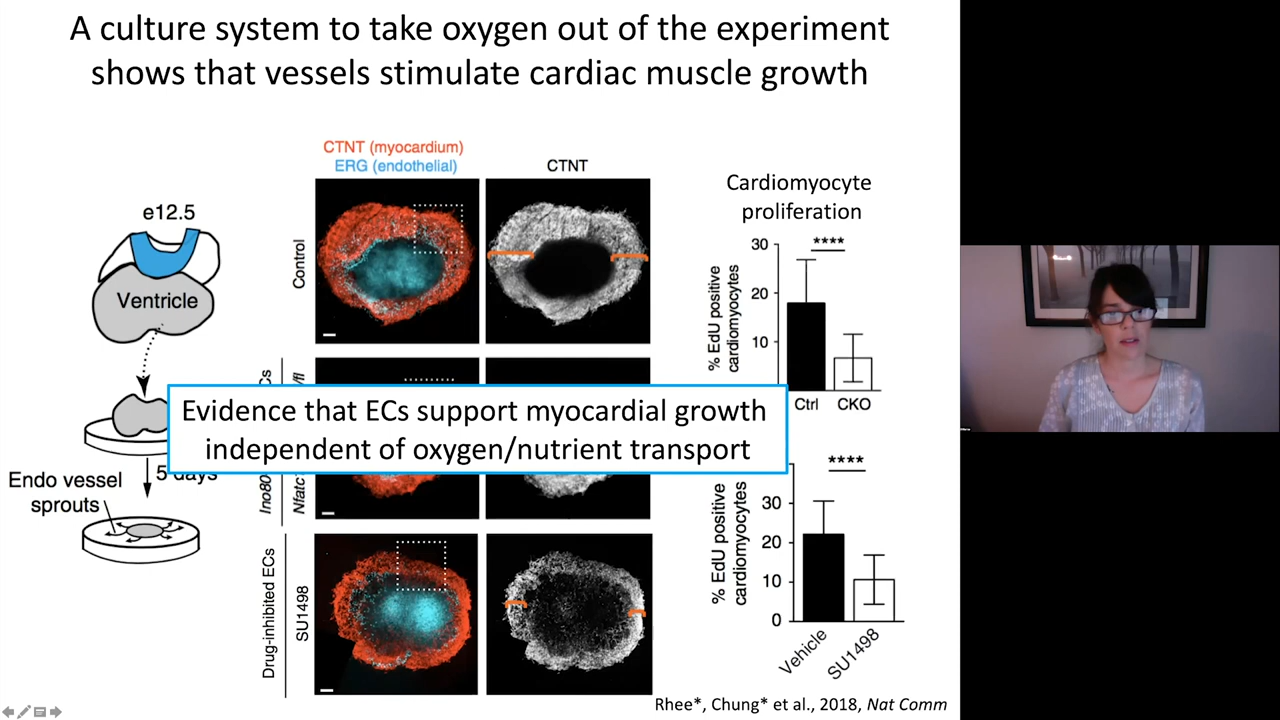 A culture system to take oxygen out of the experiment
shows that vessels stimulate cardiac muscle growth
CTNT (myocardium)
ERG (endothelial)
CTNT
e12.5
Ventricle
5 days
Endo vessel
sprouts
Control
Ino80
Nfatc1
fl
Cs
Drug-inhibited ECs
SU1498
Evidence that ECs support myocardial growth
independent of oxygen/nutrient transport
Cardiomyocyte
proliferation
% EdU positive
cardiomyocytes
30
20
10
****
Ctrl
CKO
% EdU positive
cardiomyocytes
30
20
10
0
****
Vehicle
SU1498
Rhee*, Chung* et al., 2018, Nat Comm